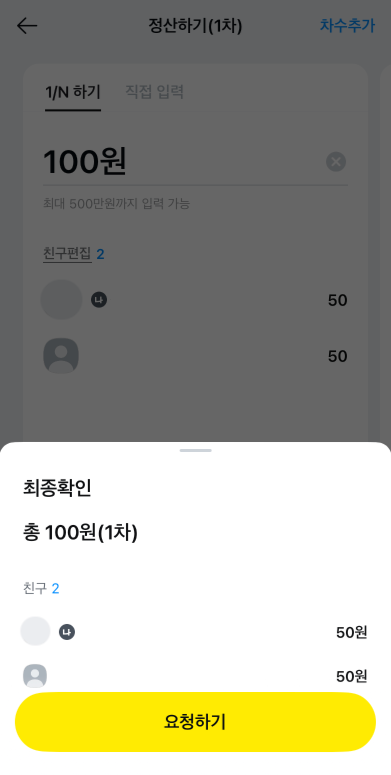 정산하기(1차) 차수추가
1/N 하기 직접 입력
100원
최대 500만원까지 입력 가능
친구편집 2
나 50
50
최종확인
총 100원(1차)
친구 2
나 50원
50원
요청하기